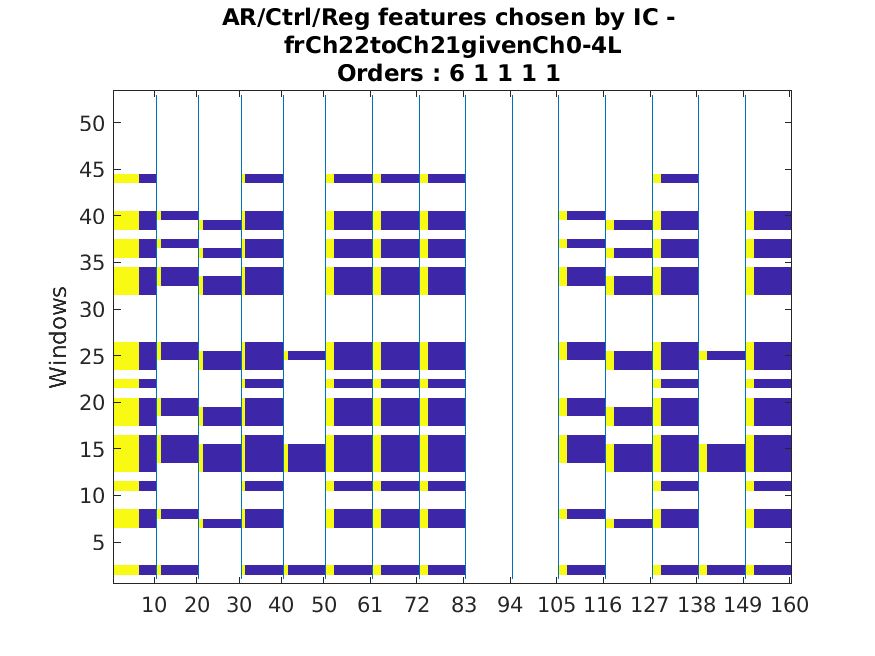 AR/Ctrl/Reg features chosen by IC -
frCh22toCh21givenCh0-4L
Orders : 6 1 1 1 1
50
45
40
35
30
25
20
15
10
5
Windows
10 20 30 40 50 61 72 83 94 105 116 127 138 149 160